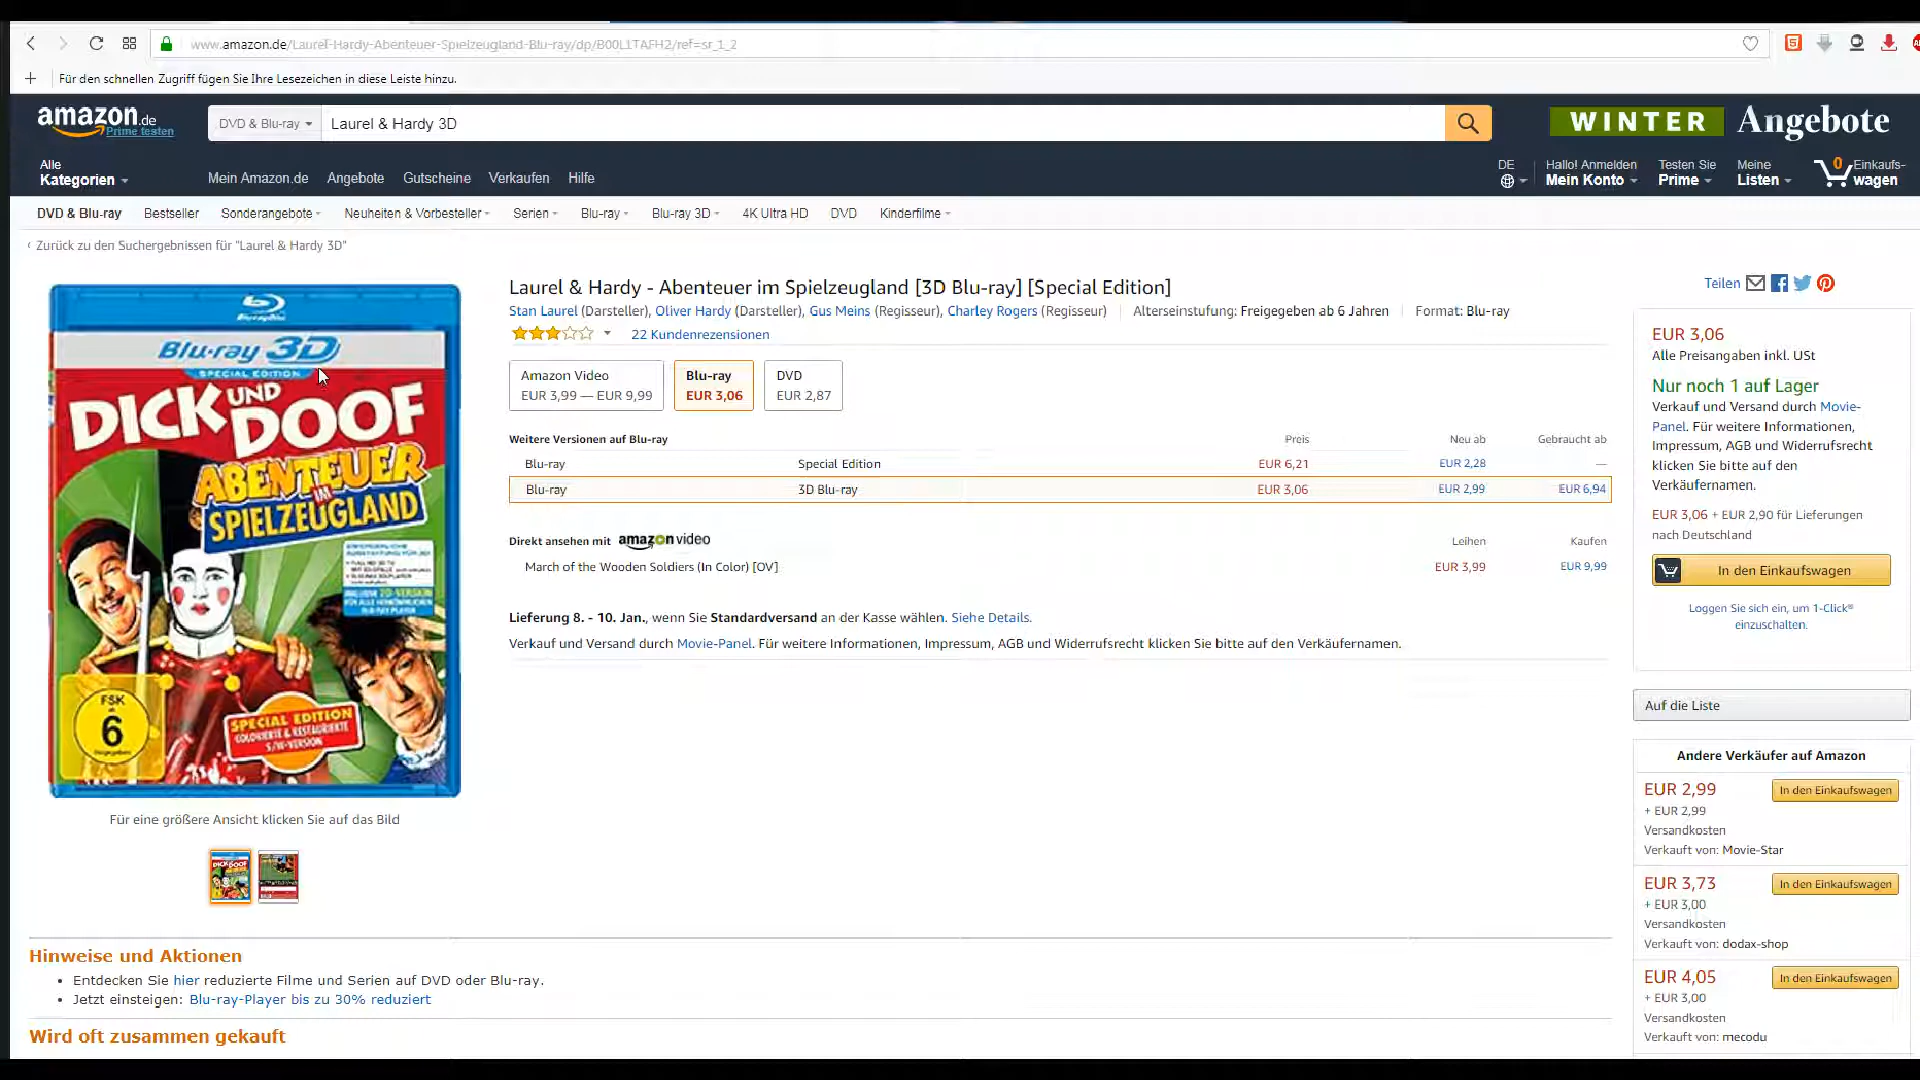 www.amazon.de/Laurel-Hardy-Abenteuer-Spielzeugland-Blu-ray/dp/B00L1TAFH2/ref=sr_1_2
Für den schnellen Zugriff fügen Sie Ihre Lesezeichen in diese Leiste hinzu.
amazon.de
Prime testen
DVD & Blu-ray
Laurel & Hardy 3D
WINTER Angebote
Alle
Kategorien
Mein Amazon.de Angebote Gutscheine Verkaufen Hilfe
DE
Hallo! Anmelden
Mein Konto
Testen Sie
Prime
Meine
Listen
0
Einkaufs-
wagen
DVD & Blu-ray Bestseller Sonderangebote Neuheiten & Vorbesteller Serien Blu-ray Blu-ray 3D 4K Ultra HD DVD Kinderfilme
‹ Zurück zu den Suchergebnissen für "Laurel & Hardy 3D"
Blu-ray 3D
SPECIAL EDITION
DICK UND DOOF
ABENTEUER
IM
SPIELZEUGLAND
FSK
ab
6
freigegeben
SPECIAL EDITION
COLORIERTE & RESTAURIERTE
S/W-VERSION
Für eine größere Ansicht klicken Sie auf das Bild
Laurel & Hardy - Abenteuer im Spielzeugland [3D Blu-ray] [Special Edition]
Stan Laurel (Darsteller), Oliver Hardy (Darsteller), Gus Meins (Regisseur), Charley Rogers (Regisseur) Alterseinstufung: Freigegeben ab 6 Jahren Format: Blu-ray
22 Kundenrezensionen
Amazon Video
EUR 3,99 — EUR 9,99
Blu-ray
EUR 3,06
DVD
EUR 2,87
Weitere Versionen auf Blu-ray Preis Neu ab Gebraucht ab
Blu-ray Special Edition EUR 6,21 EUR 2,28 —
Blu-ray 3D Blu-ray EUR 3,06 EUR 2,99 EUR 6,94
Direkt ansehen mit amazon video Leihen Kaufen
March of the Wooden Soldiers (In Color) [OV] EUR 3,99 EUR 9,99
Lieferung 8. - 10. Jan., wenn Sie Standardversand an der Kasse wählen. Siehe Details.
Verkauf und Versand durch Movie-Panel. Für weitere Informationen, Impressum, AGB und Widerrufsrecht klicken Sie bitte auf den Verkäufernamen.
Teilen
EUR 3,06
Alle Preisangaben inkl. USt
Nur noch 1 auf Lager
Verkauf und Versand durch Movie-
Panel. Für weitere Informationen,
Impressum, AGB und Widerrufsrecht
klicken Sie bitte auf den
Verkäufernamen.
EUR 3,06 + EUR 2,90 für Lieferungen
nach Deutschland
In den Einkaufswagen
Loggen Sie sich ein, um 1-Click®
einzuschalten.
Auf die Liste
Andere Verkäufer auf Amazon
EUR 2,99
In den Einkaufswagen
+ EUR 2,99
Versandkosten
Verkauft von: Movie-Star
EUR 3,73
In den Einkaufswagen
+ EUR 3,00
Versandkosten
Verkauft von: dodax-shop
EUR 4,05
In den Einkaufswagen
+ EUR 3,00
Versandkosten
Verkauft von: mecodu
Hinweise und Aktionen
• Entdecken Sie hier reduzierte Filme und Serien auf DVD oder Blu-ray.
• Jetzt einsteigen: Blu-ray-Player bis zu 30% reduziert
Wird oft zusammen gekauft